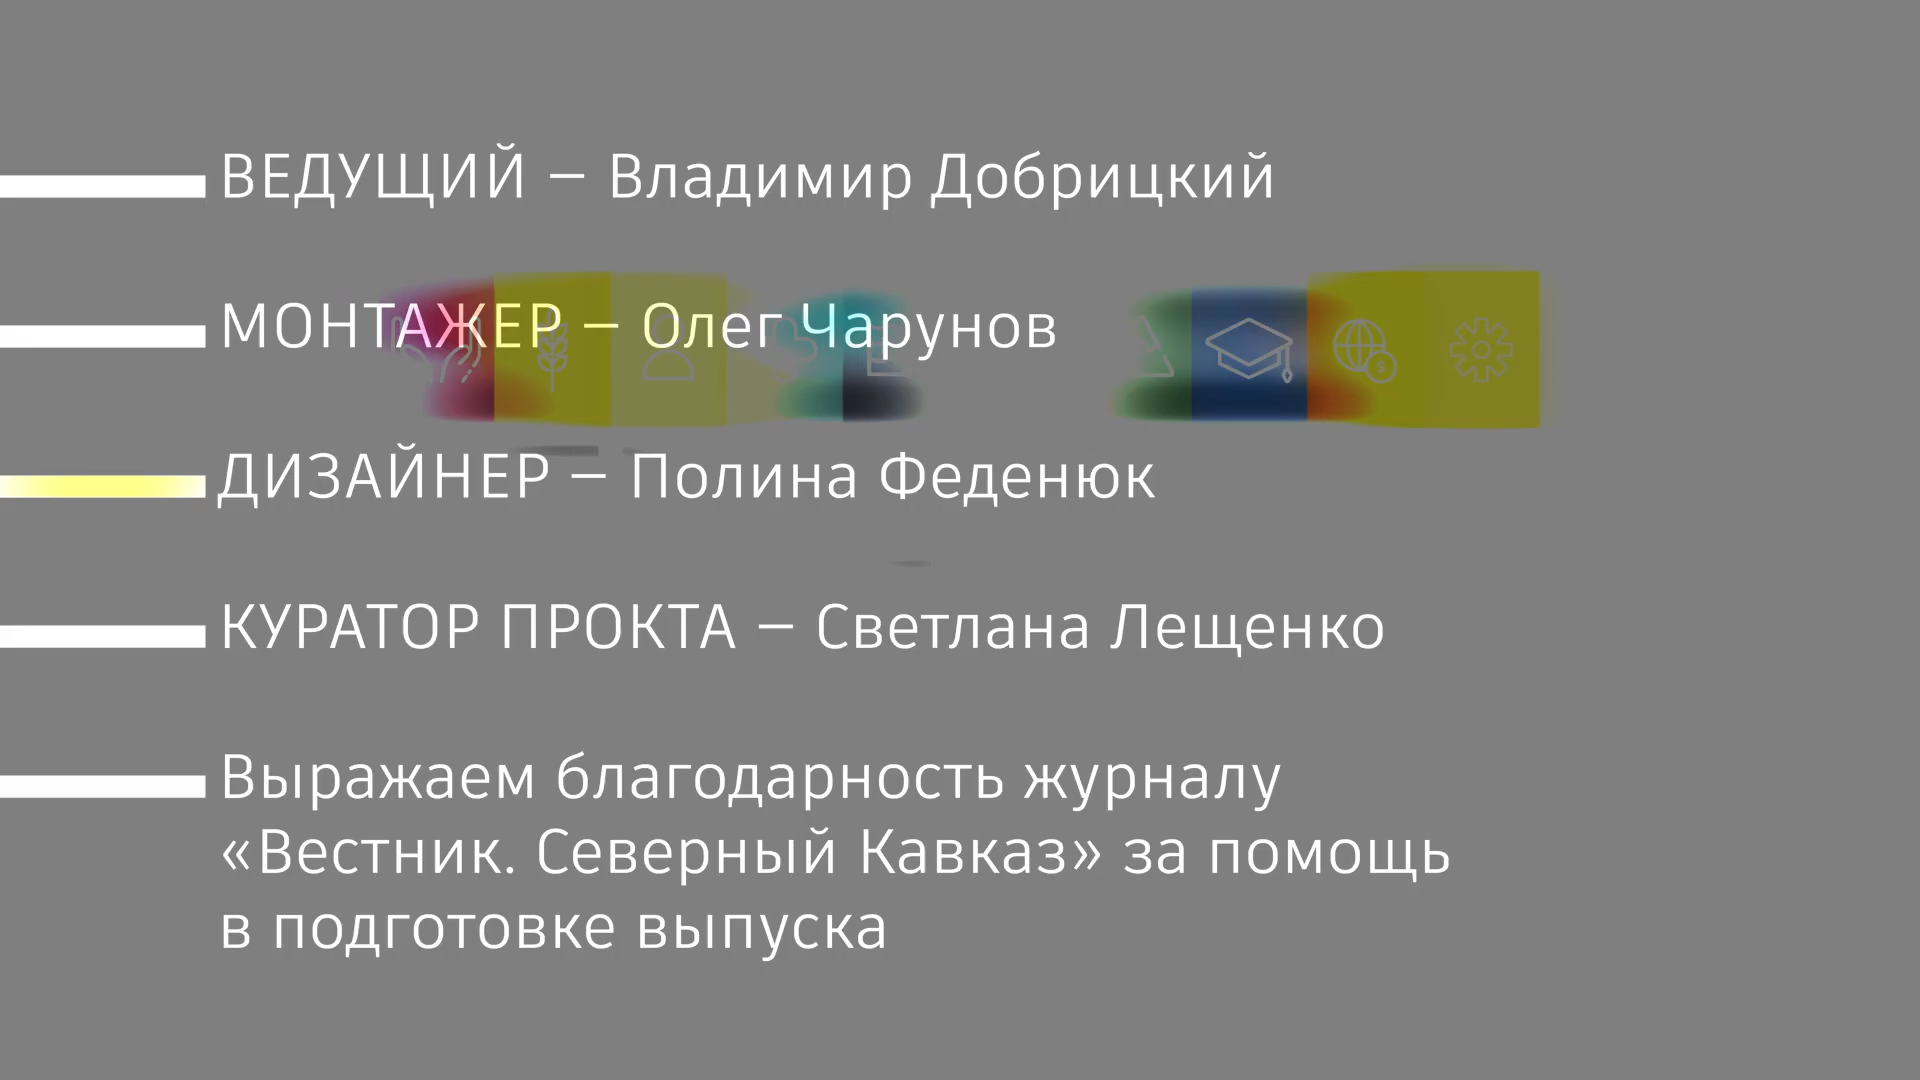 ВЕДУЩИЙ – Владимир Добрицкий
МОНТАЖЕР – Олег Чарунов
ДИЗАЙНЕР – Полина Феденюк
КУРАТОР ПРОКТА – Светлана Лещенко
Выражаем благодарность журналу
«Вестник. Северный Кавказ» за помощь
в подготовке выпуска